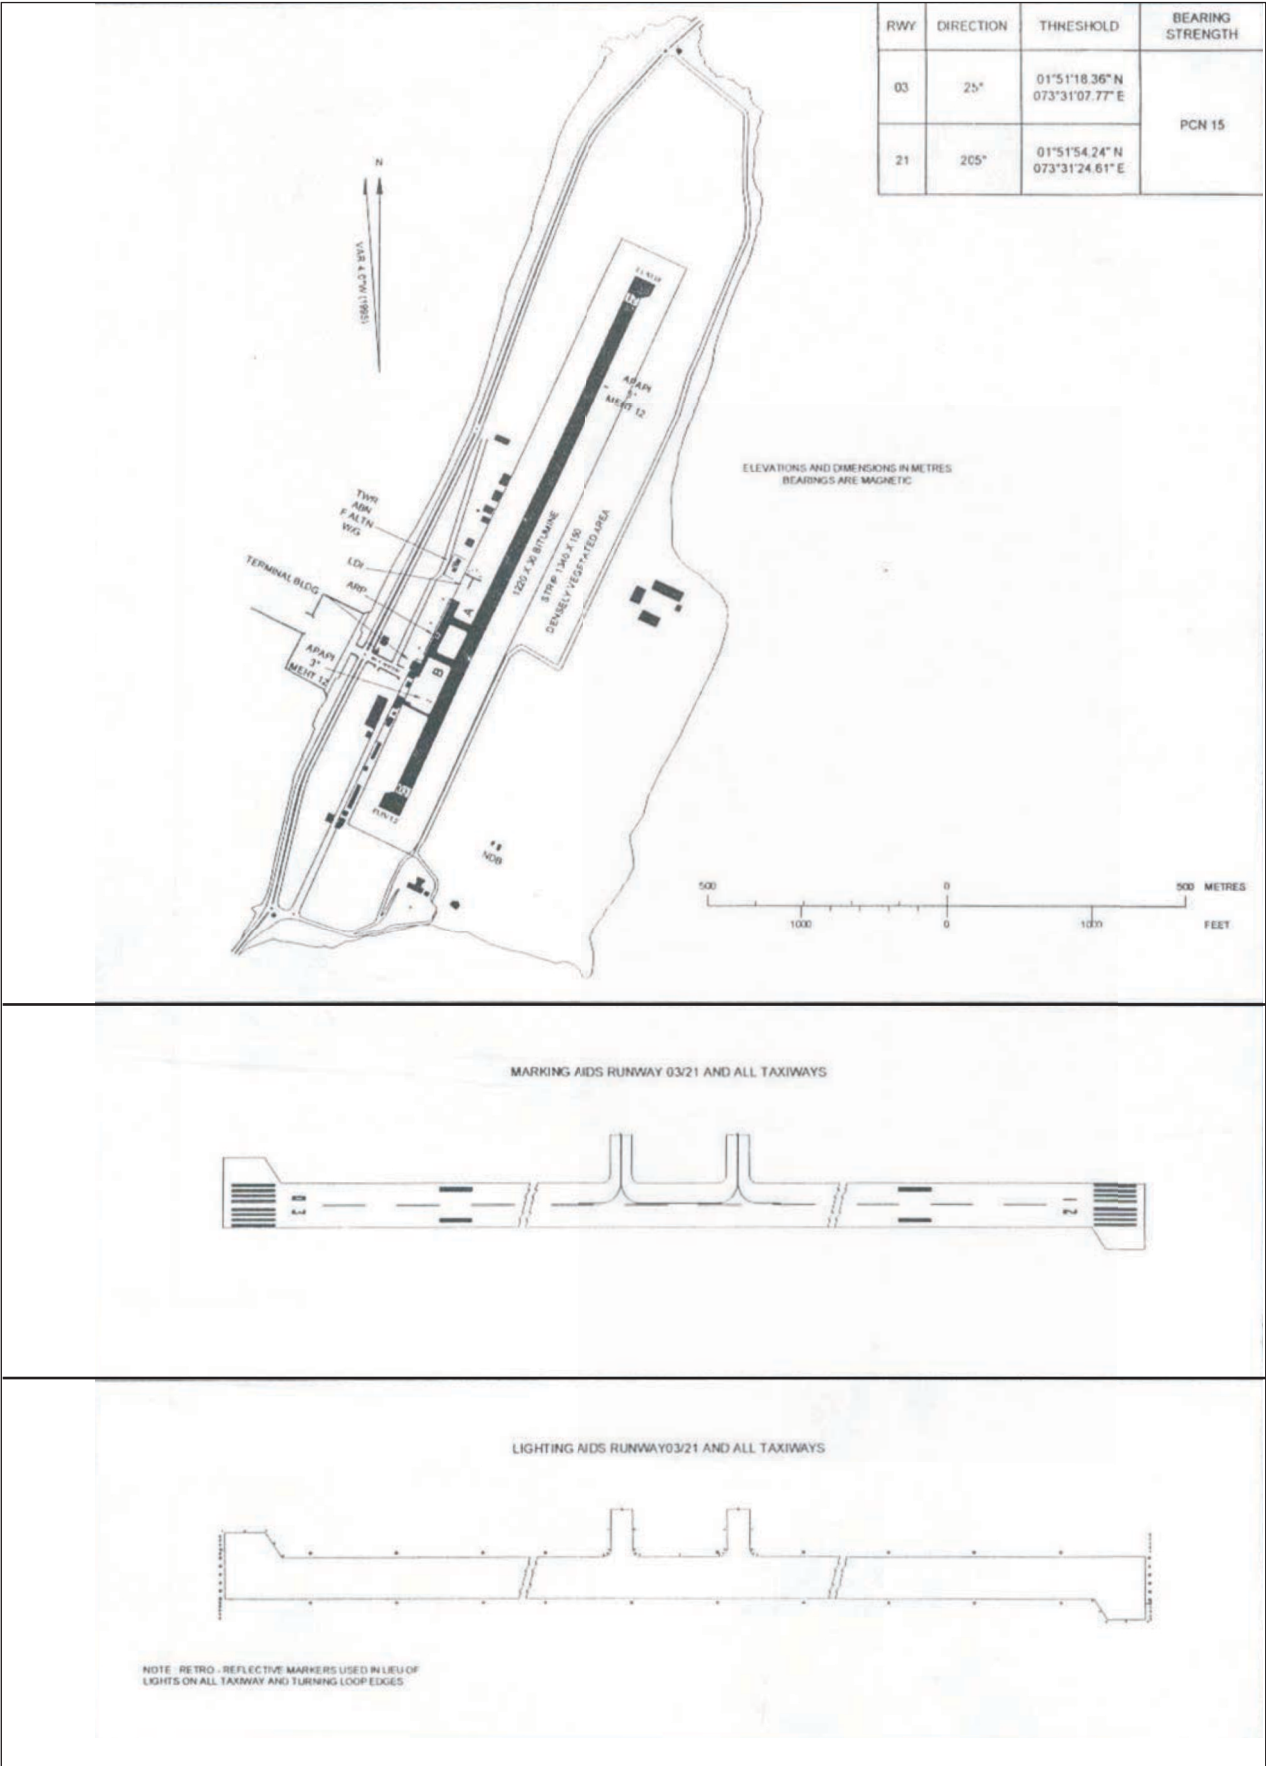 RWY DIRECTION THRESHOLD BEARING STRENGTH
03 25° 01°51'18.36" N 073°31'07.77" E PCN 15
21 205° 01°51'54.24" N 073°31'24.61" E
N
APAPI
MEHT 12
ELEVATIONS AND DIMENSIONS IN METRES
BEARINGS ARE MAGNETIC
TWR
ABN
F ALTN
LDI
TERMINAL BLDG
ARP
A
B
1220 X 30 BITUMINE
STRIP 1340 X 150
DENSELY VEGETATED AREA
APAPI
3°
MEHT 12
03
NDB
500 0 500 METRES
1000 0 1000 FEET
MARKING AIDS RUNWAY 03/21 AND ALL TAXIWAYS
03
21
LIGHTING AIDS RUNWAY03/21 AND ALL TAXIWAYS
NOTE : RETRO - REFLECTIVE MARKERS USED IN LIEU OF
LIGHTS ON ALL TAXIWAY AND TURNING LOOP EDGES